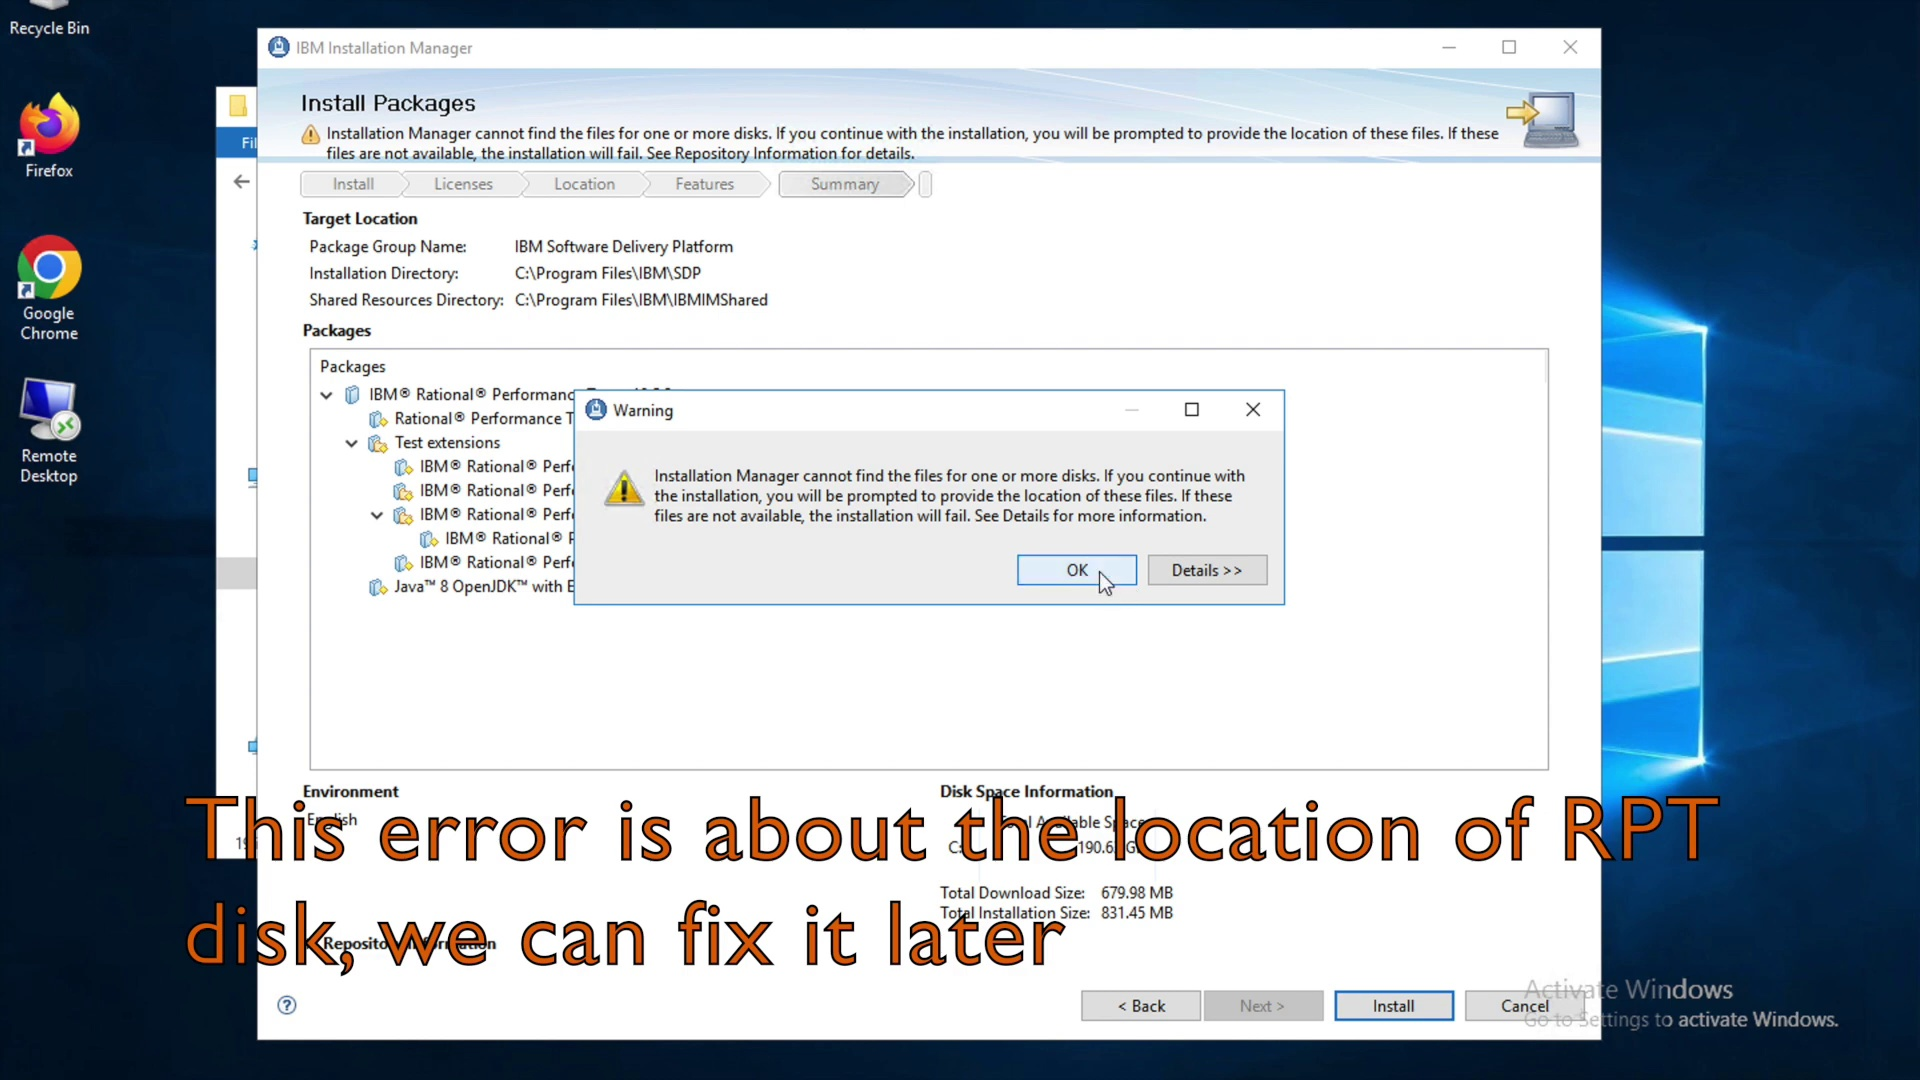 Recycle Bin
Firefox
Google
Chrome
Remote
Desktop
Fil
IBM Installation Manager
Install Packages
Installation Manager cannot find the files for one or more disks. If you continue with the installation, you will be prompted to provide the location of these files. If these
files are not available, the installation will fail. See Repository Information for details.
Install Licenses Location Features Summary
Target Location
Package Group Name: IBM Software Delivery Platform
Installation Directory: C:\Program Files\IBM\SDP
Shared Resources Directory: C:\Program Files\IBM\IBMIMShared
Packages
Packages
IBM® Rational® Performanc
Rational® Performance T
Test extensions
IBM® Rational® Perf
IBM® Rational® Perf
IBM® Rational® Perf
IBM® Rational® P
IBM® Rational® Perf
Java™ 8 OpenJDK™ with E
Warning
Installation Manager cannot find the files for one or more disks. If you continue with
the installation, you will be prompted to provide the location of these files. If these
files are not available, the installation will fail. See Details for more information.
OK Details >>
Environment
English
Disk Space Information
Total Available Space
C: 190.6
Total Download Size: 679.98 MB
Total Installation Size: 831.45 MB
Repository Information
This error is about the location of RPT
disk, we can fix it later
< Back Next > Install Cancel
Activate Windows
Go to Settings to activate Windows.